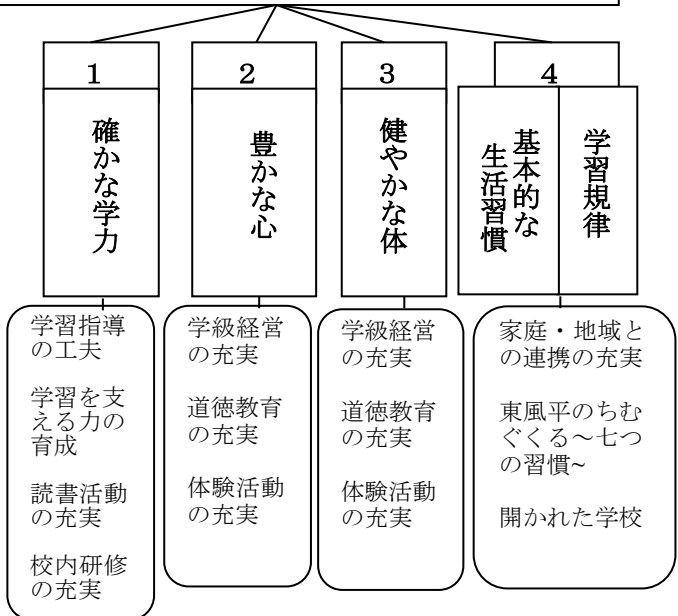 1
確かな学力
学習指導
の工夫
学習を支
える力の
育成
読書活動
の充実
校内研修
の充実
2
豊かな心
学級経営
の充実
道徳教育
の充実
体験活動
の充実
3
健やかな体
学級経営
の充実
道徳教育
の充実
体験活動
の充実
4
学習規律
基本的な
生活習慣
家庭・地域と
の連携の充実
東風平のちむ
ぐくる～七つ
の習慣~
開かれた学校